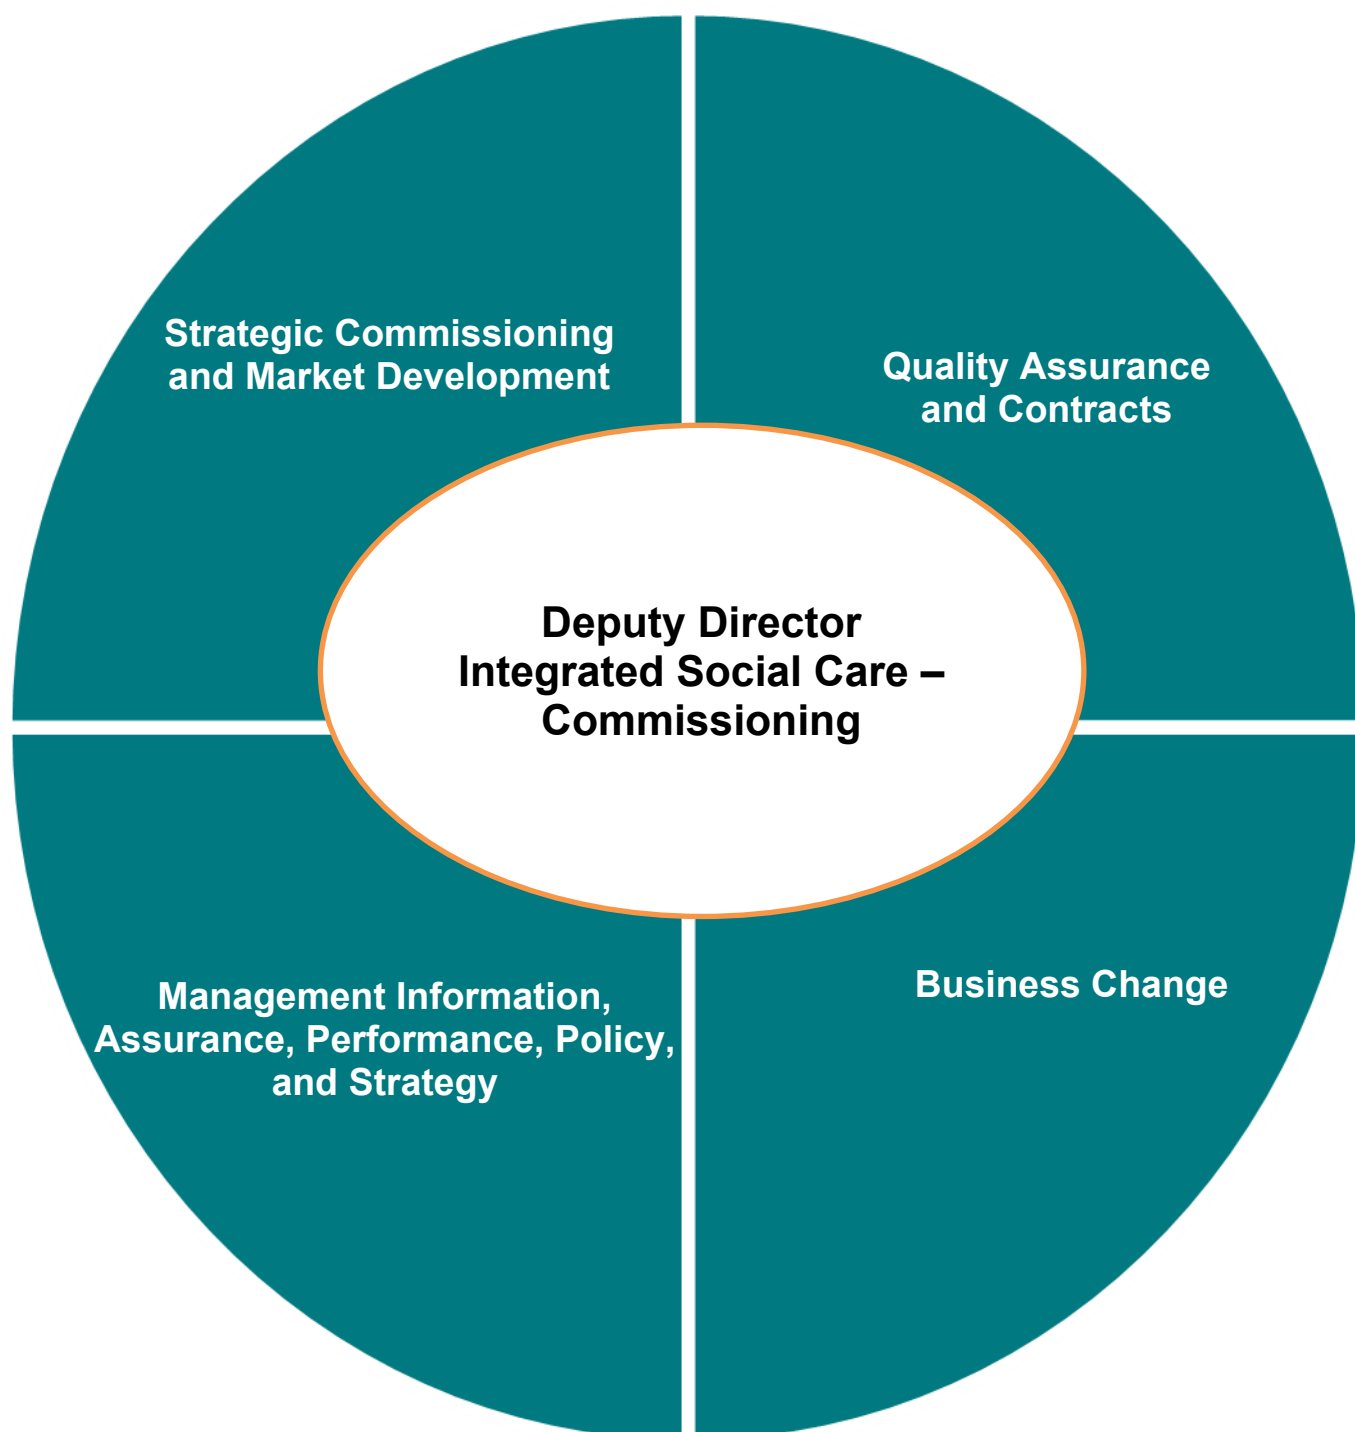 Strategic Commissioning
and Market Development
Quality Assurance
and Contracts
Deputy Director
Integrated Social Care –
Commissioning
Management Information,
Assurance, Performance, Policy,
and Strategy
Business Change